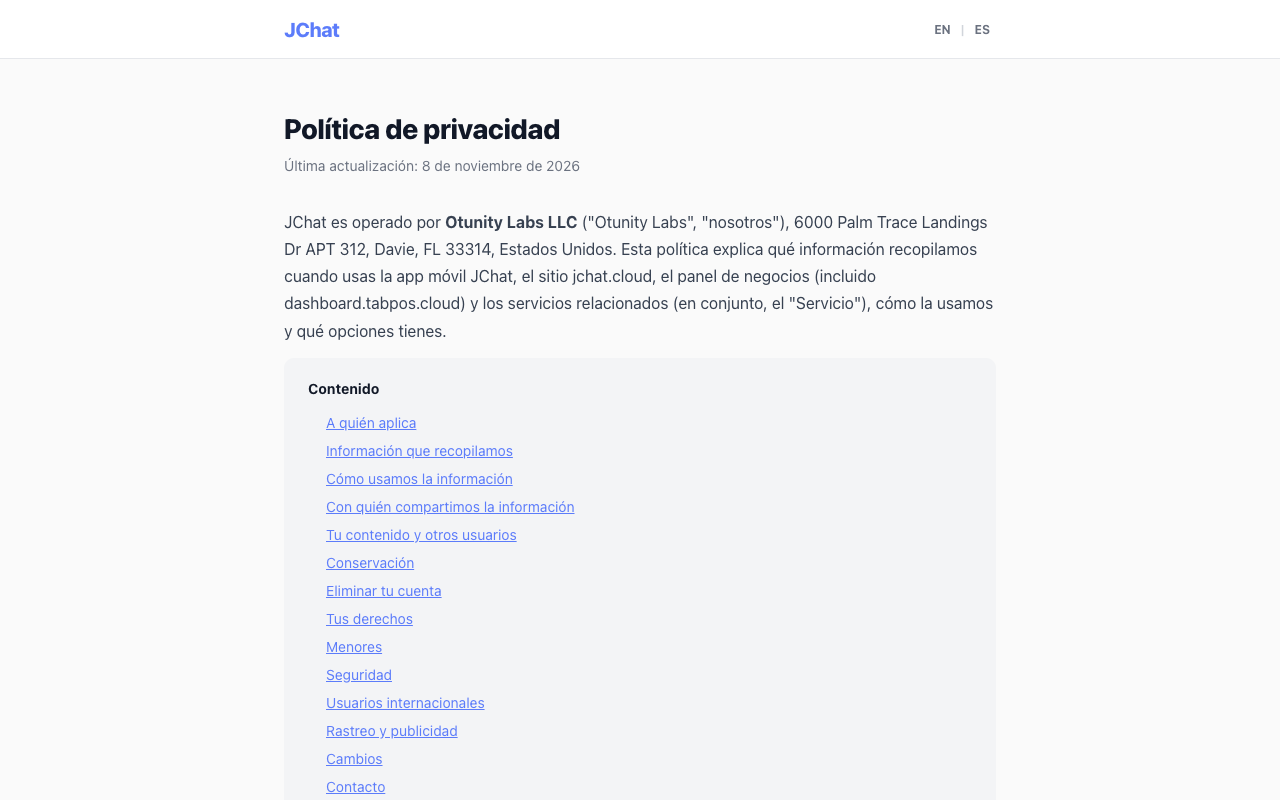 JChat
EN | ES
Política de privacidad
Última actualización: 8 de noviembre de 2026
JChat es operado por Otunity Labs LLC ("Otunity Labs", "nosotros"), 6000 Palm Trace Landings
Dr APT 312, Davie, FL 33314, Estados Unidos. Esta política explica qué información recopilamos
cuando usas la app móvil JChat, el sitio jchat.cloud, el panel de negocios (incluido
dashboard.tabpos.cloud) y los servicios relacionados (en conjunto, el "Servicio"), cómo la usamos
y qué opciones tienes.
Contenido
A quién aplica
Información que recopilamos
Cómo usamos la información
Con quién compartimos la información
Tu contenido y otros usuarios
Conservación
Eliminar tu cuenta
Tus derechos
Menores
Seguridad
Usuarios internacionales
Rastreo y publicidad
Cambios
Contacto